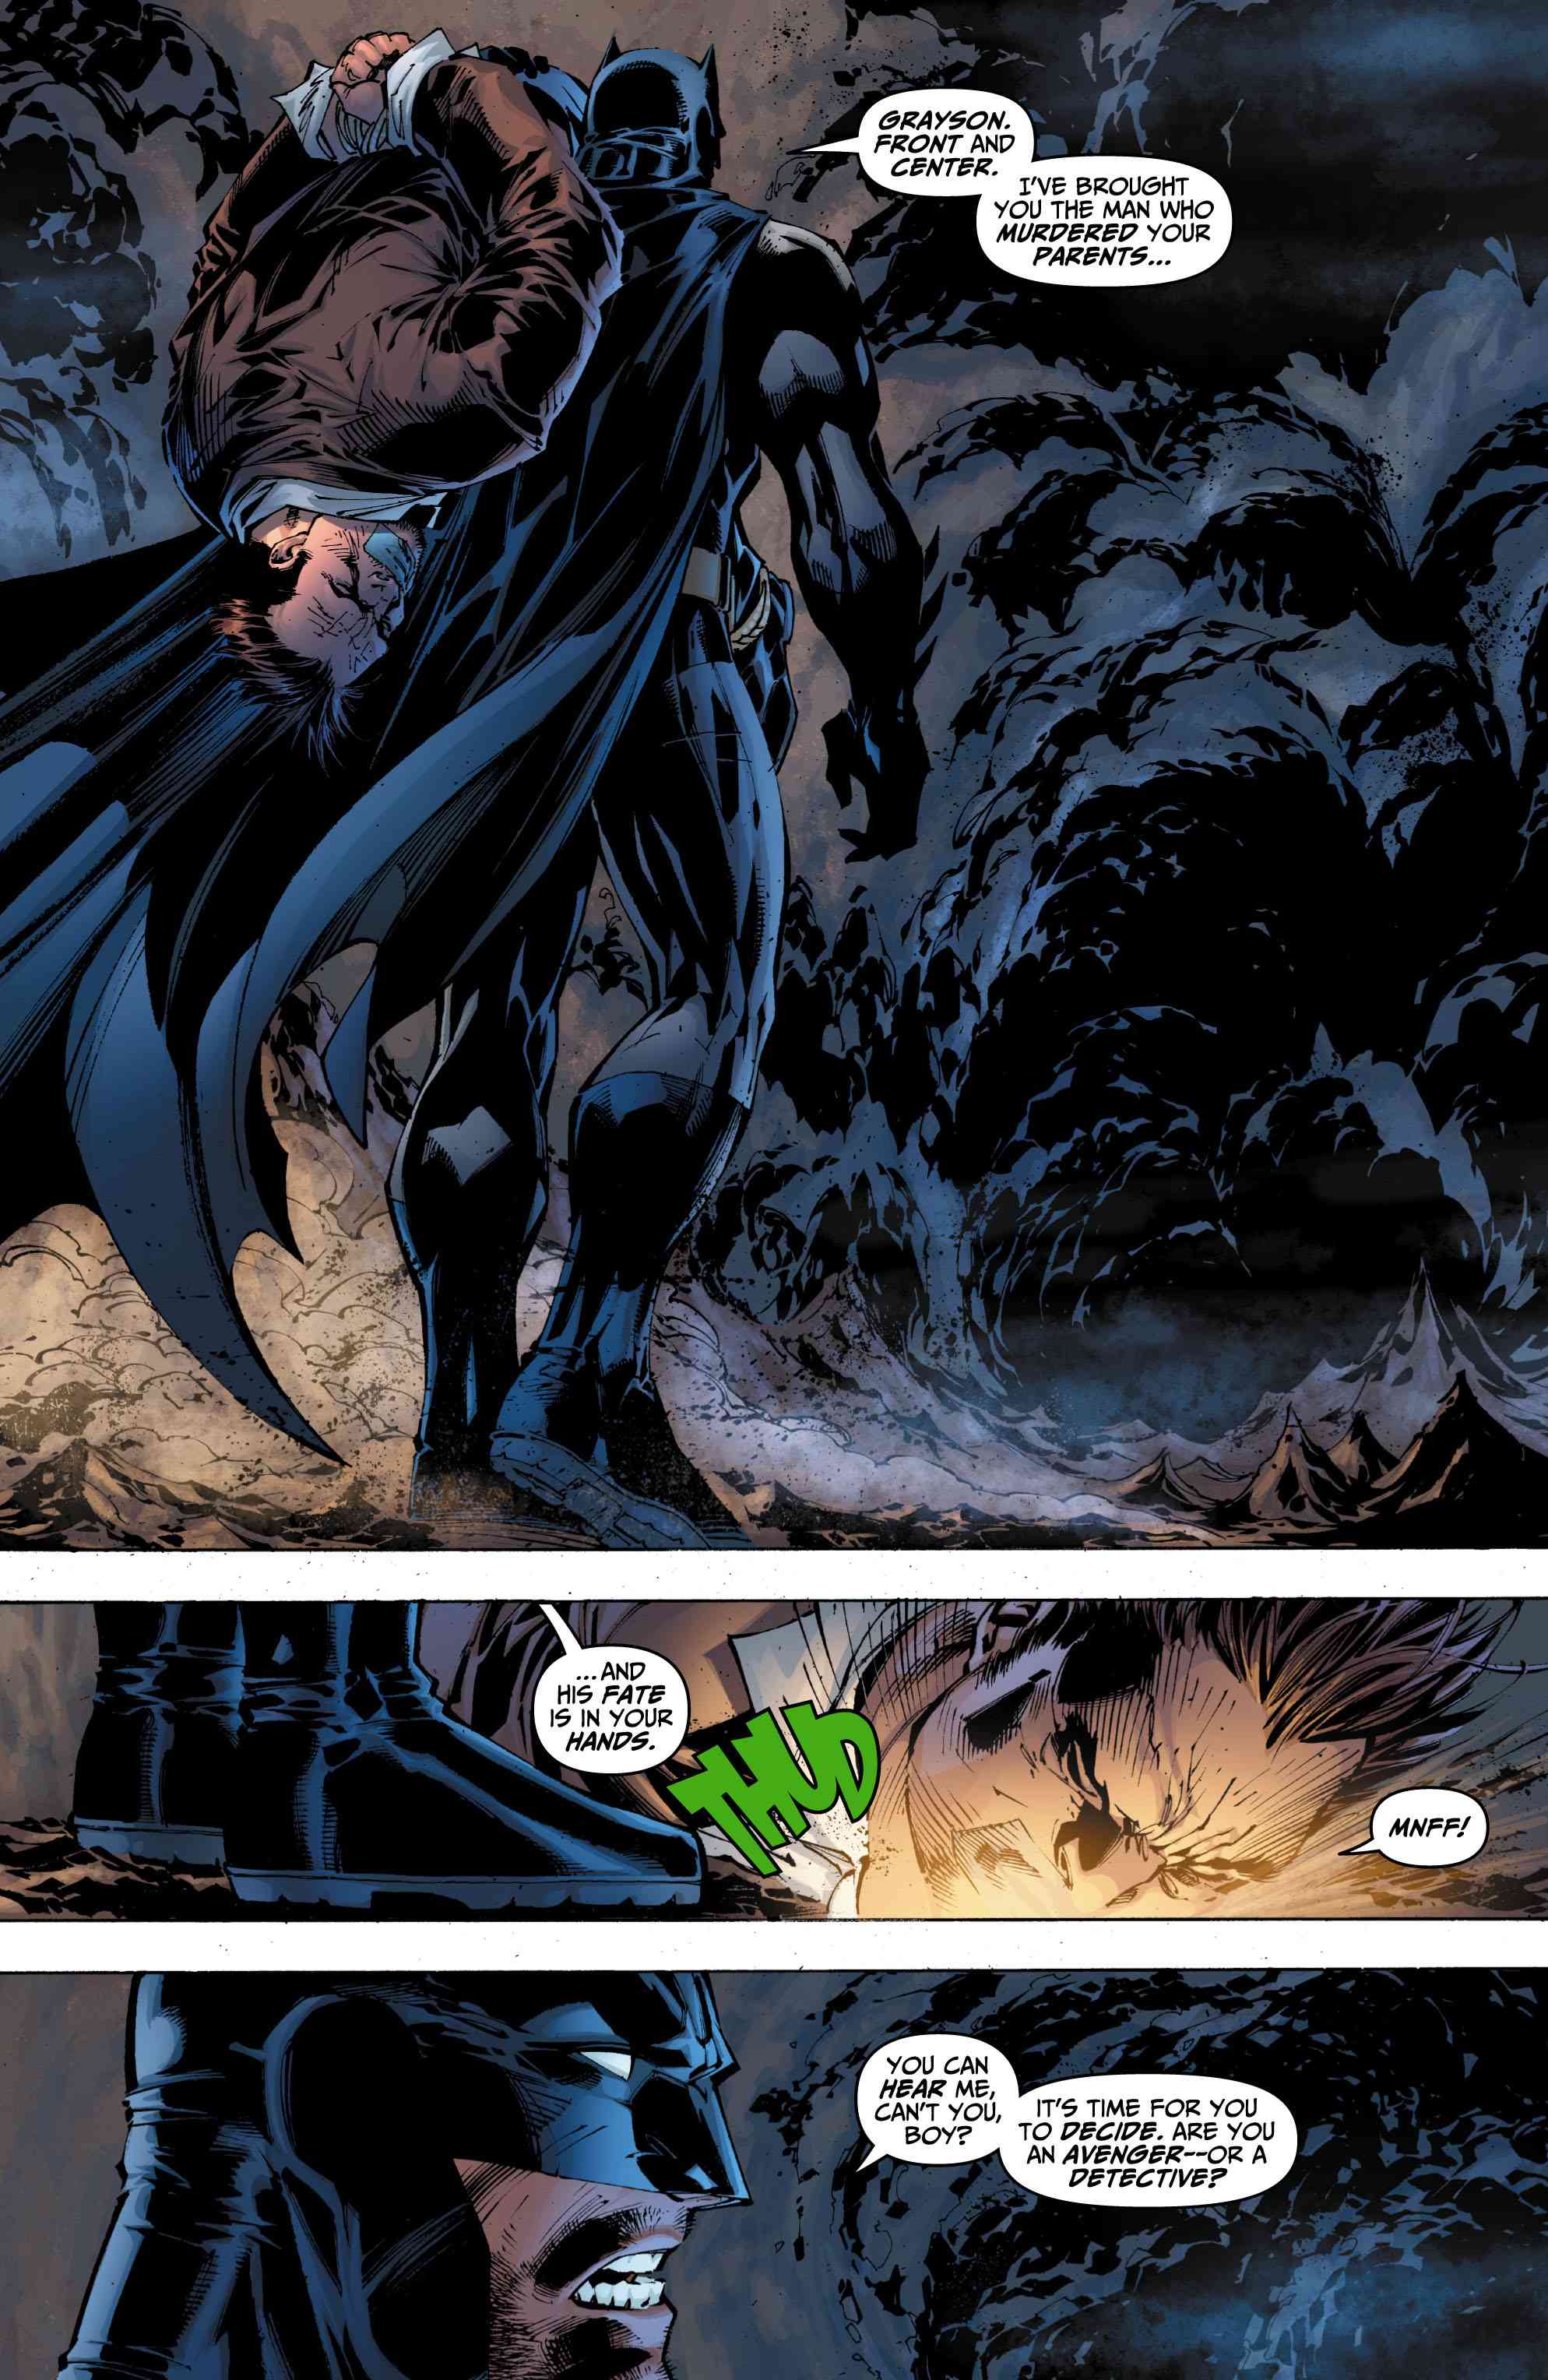 GRAYSON.
FRONT AND
CENTER.
I'VE BROUGHT
YOU THE MAN WHO
MURDERED YOUR
PARENTS...
...AND
HIS FATE
IS IN YOUR
HANDS.
THUD
MNFF!
YOU CAN
HEAR ME,
CAN'T YOU,
BOY?
IT'S TIME FOR YOU
TO DECIDE. ARE YOU
AN AVENGER--OR A
DETECTIVE?